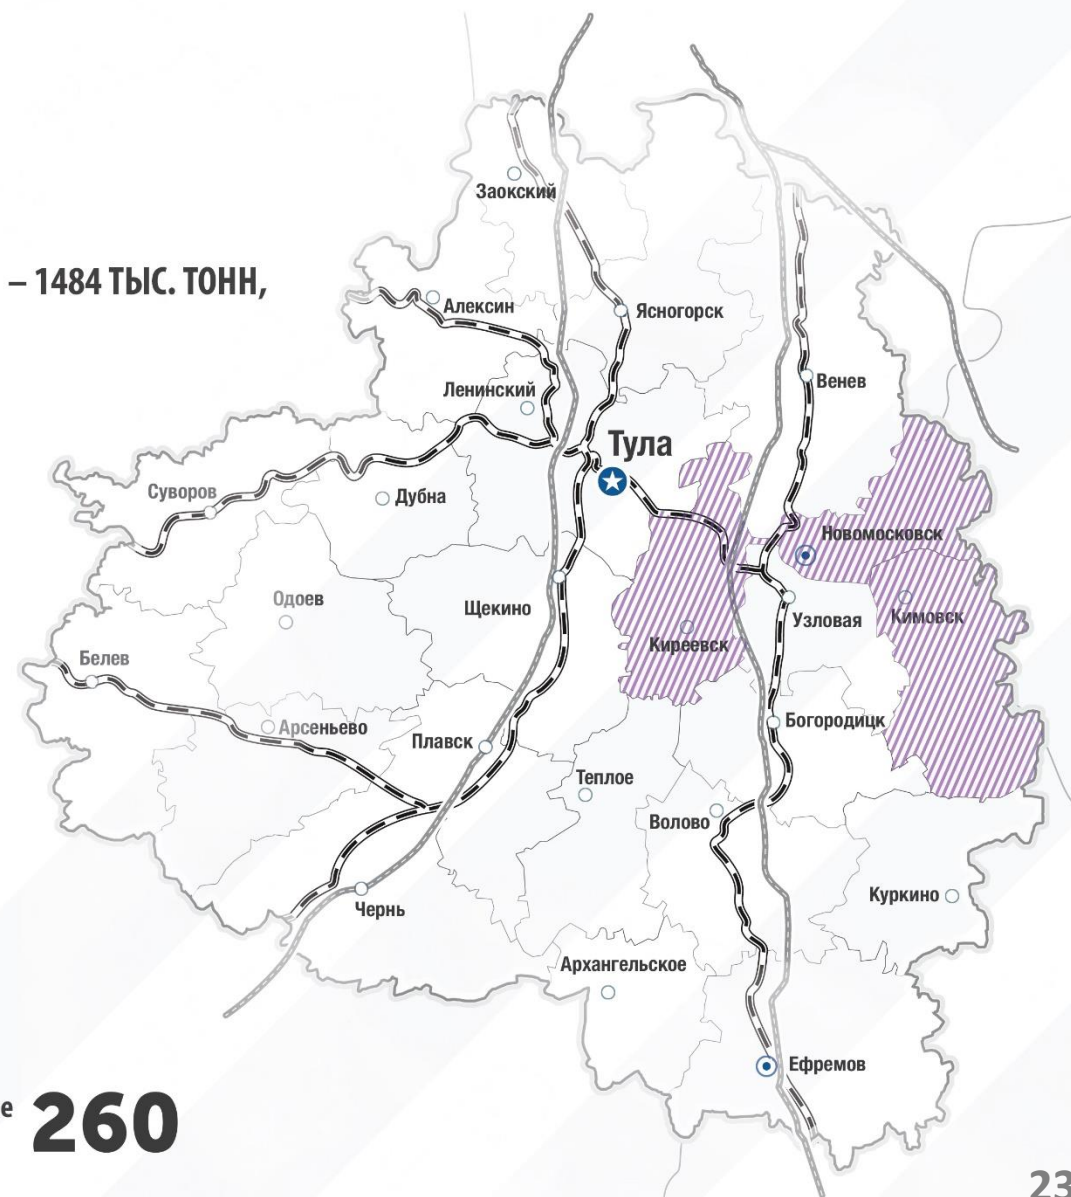 Заокский
– 1484 ТЫС. ТОНН,
Алексин
Ясногорск
Ленинский
Венев
Тула
Суворов
Дубна
Новомосковск
Одоев
Щекино
Узловая
Кимовск
Киреевск
Белев
Арсеньево
Плавск
Богородицк
Теплое
Волово
Куркино
Чернь
Архангельское
Ефремов
е 260
23